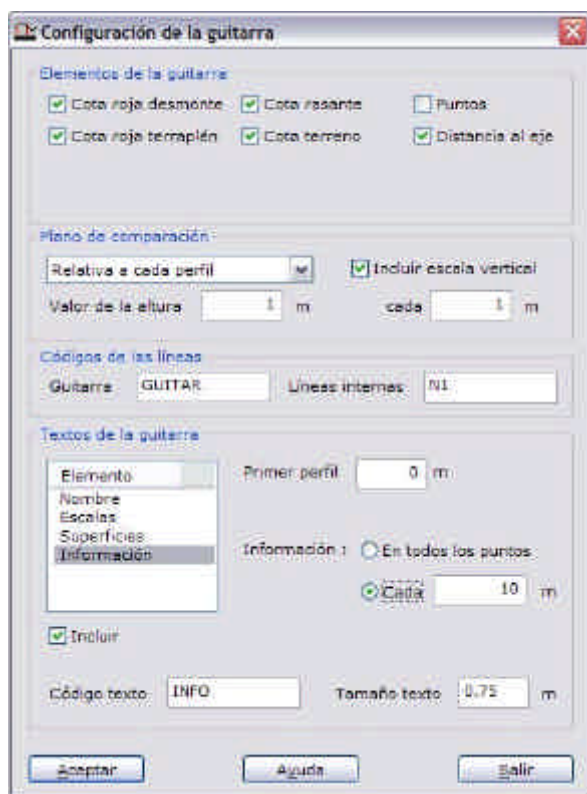 Configuración de la guitarra
Elementos de la guitarra
Cota roja desmonte Cota rasante Puntos
Cota roja terraplén Cota terreno Distancia al eje
Plano de comparación
Relativa a cada perfil Incluir escala vertical
Valor de la altura 1 m cada 1 m
Códigos de las líneas
Guitarra GUITAR Líneas internas N1
Textos de la guitarra
Elemento Primer perfil 0 m
Nombre
Escalas
Superficies
Información Información : En todos los puntos
Cada 10 m
Incluir
Código texto INFO Tamaño texto 0.75 m
Aceptar Ayuda Salir